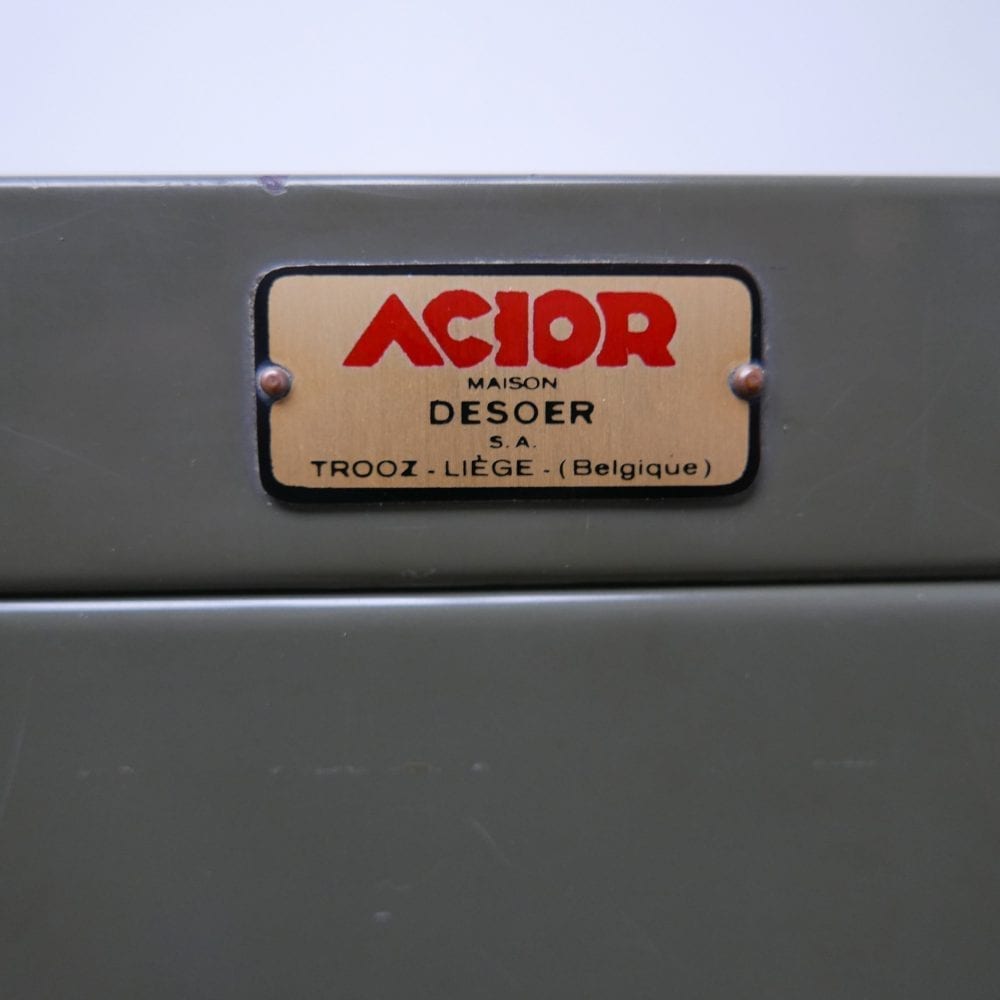 ACIOR
MAISON
DESOER
S.A.
TROOZ - LIÈGE - (Belgique)